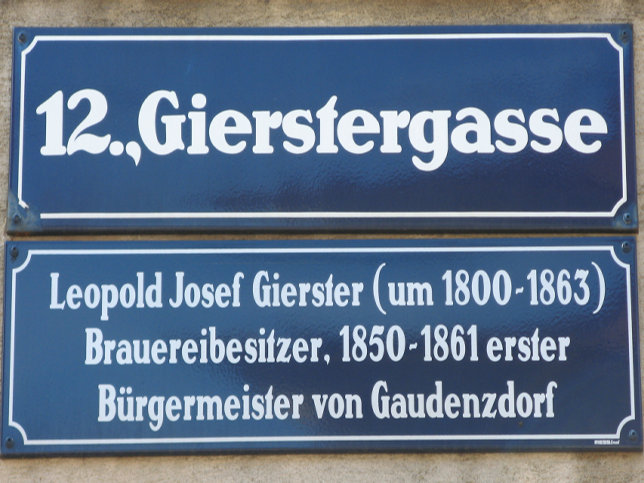 12.,Gierstergasse
Leopold Josef Gierster (um 1800-1863)
Brauereibesitzer, 1850-1861 erster
Bürgermeister von Gaudenzdorf